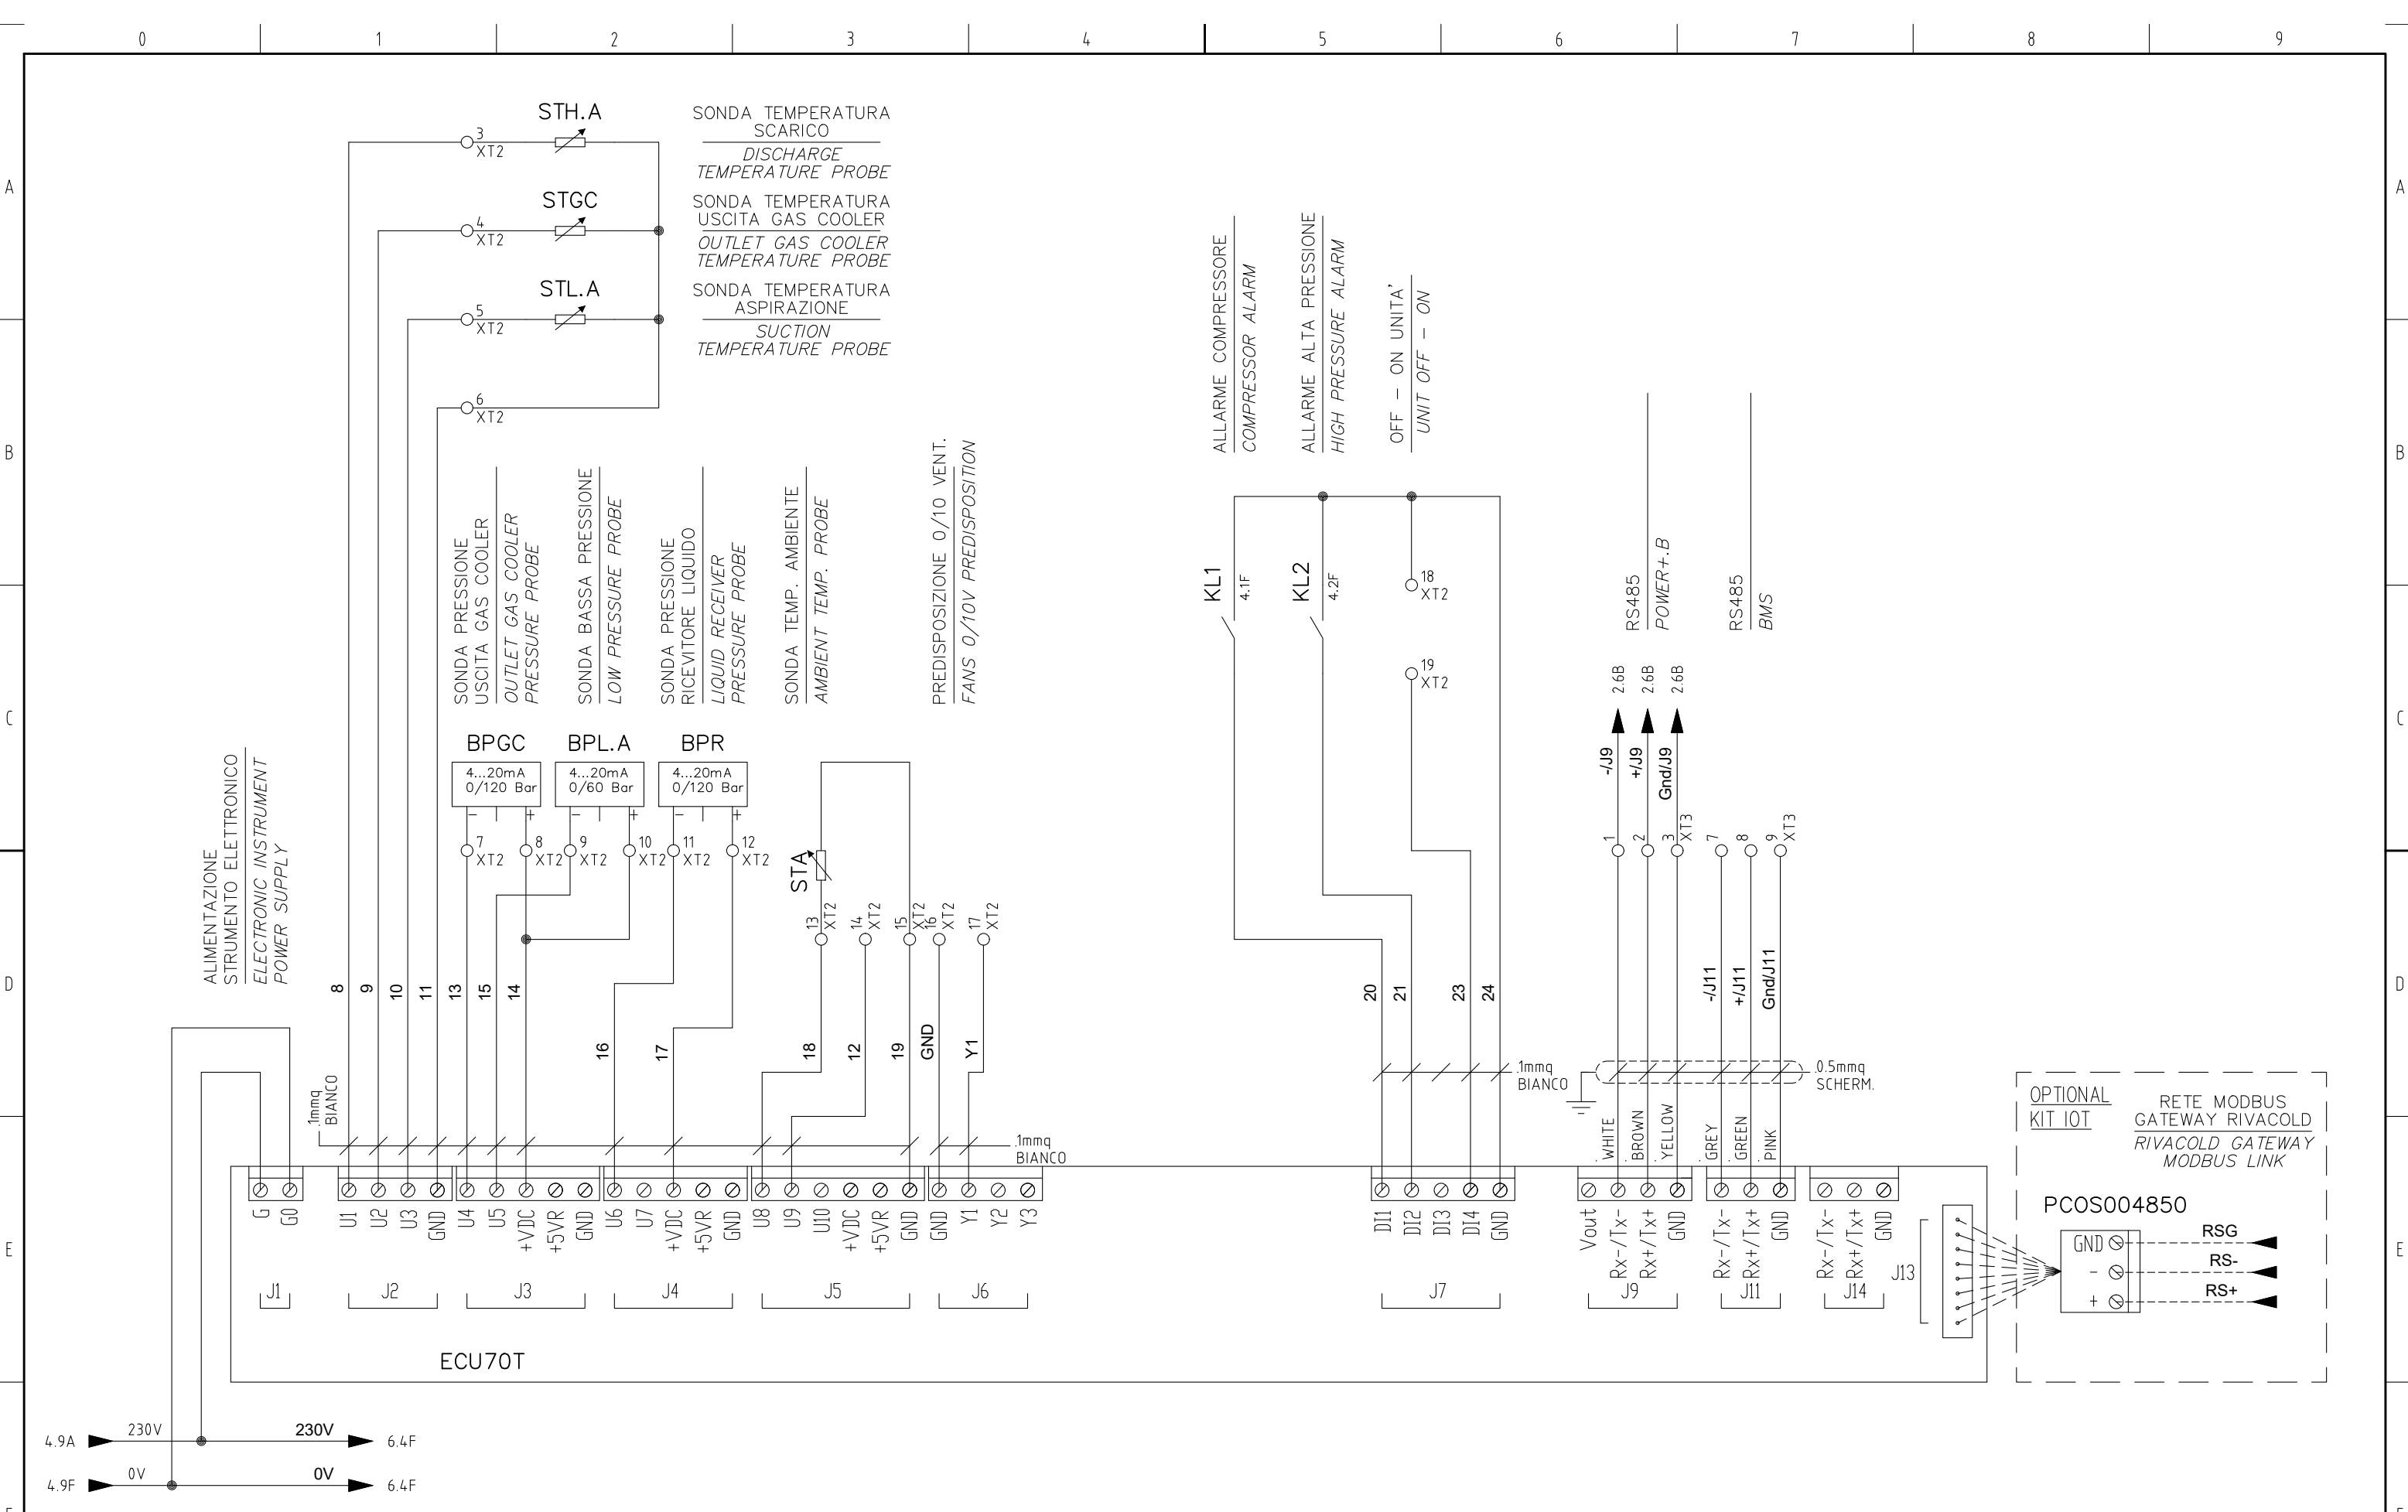 0 1 2 3 4 5 6 7 8 9
A
B
C
D
E
A
B
C
D
E
STH.A
3
XT2
SONDA TEMPERATURA
SCARICO
DISCHARGE
TEMPERATURE PROBE
STGC
4
XT2
SONDA TEMPERATURA
USCITA GAS COOLER
OUTLET GAS COOLER
TEMPERATURE PROBE
STL.A
5
XT2
SONDA TEMPERATURA
ASPIRAZIONE
SUCTION
TEMPERATURE PROBE
6
XT2
ALLARME COMPRESSORE
COMPRESSOR ALARM
ALLARME ALTA PRESSIONE
HIGH PRESSURE ALARM
OFF - ON UNITA'
UNIT OFF - ON
SONDA PRESSIONE
USCITA GAS COOLER
OUTLET GAS COOLER
PRESSURE PROBE
SONDA BASSA PRESSIONE
LOW PRESSURE PROBE
SONDA PRESSIONE
RICEVITORE LIQUIDO
LIQUID RECEIVER
PRESSURE PROBE
SONDA TEMP. AMBIENTE
AMBIENT TEMP. PROBE
PREDISPOSIZIONE 0/10 VENT.
FANS 0/10V PREDISPOSITION
KL1
4.1F
KL2
4.2F
18
XT2
19
XT2
RS485
POWER+.B
RS485
BMS
2.6B
2.6B
2.6B
-/J9
+/J9
Gnd/J9
1
2
3
XT3
7
8
9
XT3
ALIMENTAZIONE
STRUMENTO ELETTRONICO
ELECTRONIC INSTRUMENT
POWER SUPPLY
BPGC
4...20mA
0/120 Bar
- +
BPL.A
4...20mA
0/60 Bar
- +
BPR
4...20mA
0/120 Bar
- +
7
XT2
8
XT2
9
XT2
10
XT2
11
XT2
12
XT2
STA
13
XT2
14
XT2
15
XT2
16
XT2
17
XT2
8
9
10
11
13
15
14
16
17
18
12
19
GND
Y1
20
21
23
24
-/J11
+/J11
Gnd/J11
.1mmq
BIANCO
.1mmq
BIANCO
.1mmq
BIANCO
.0.5mmq
SCHERM.
. WHITE
. BROWN
. YELLOW
. GREY
. GREEN
. PINK
G
G0
U1
U2
U3
GND
U4
U5
+VDC
+5VR
GND
U6
U7
+VDC
+5VR
GND
U8
U9
U10
+VDC
+5VR
GND
GND
Y1
Y2
Y3
DI1
DI2
DI3
DI4
GND
Vout
Rx-/Tx-
Rx+/Tx+
GND
Rx-/Tx-
Rx+/Tx+
GND
Rx-/Tx-
Rx+/Tx+
GND
J1
J2
J3
J4
J5
J6
J7
J9
J11
J14
J13
ECU70T
OPTIONAL
KIT IOT
RETE MODBUS
GATEWAY RIVACOLD
RIVACOLD GATEWAY
MODBUS LINK
PCOS004850
GND
-
+
RSG
RS-
RS+
4.9A
230V
230V
6.4F
4.9F
0V
0V
6.4F